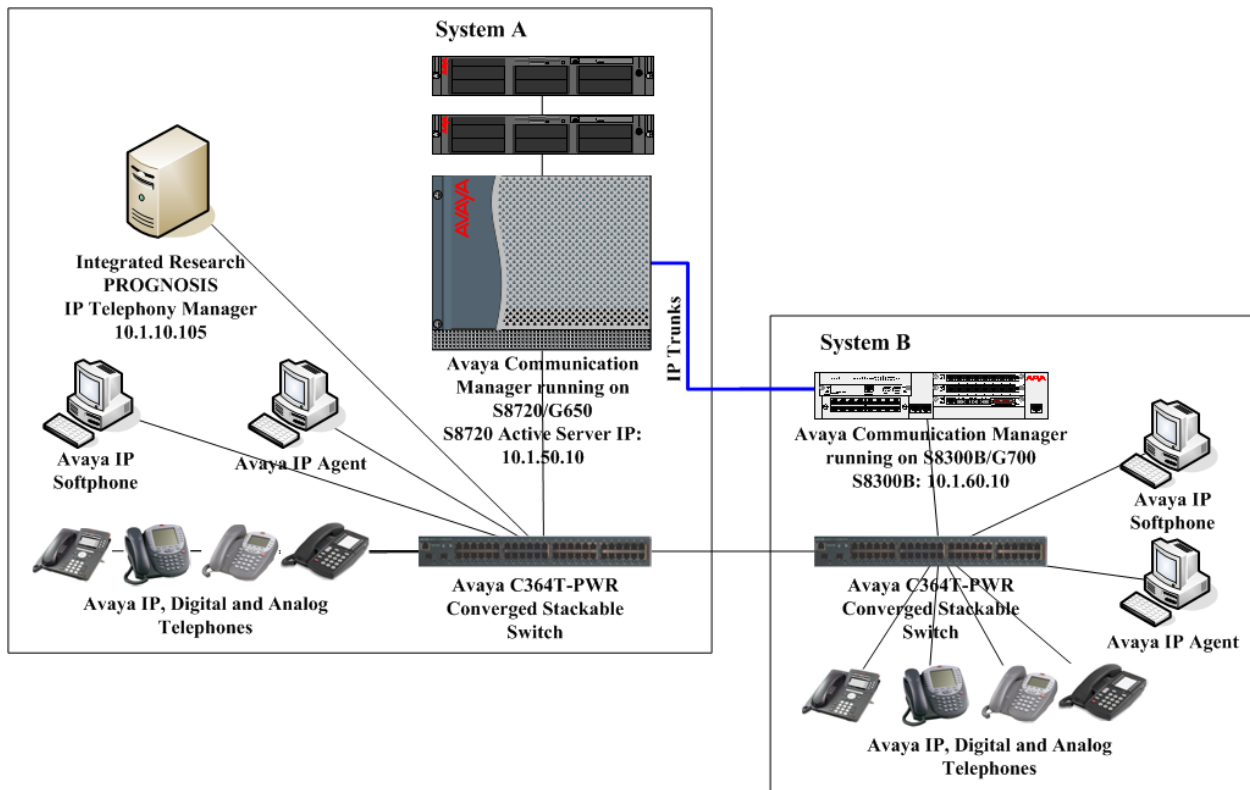 System A
AVAYA
Integrated Research
PROGNOSIS
IP Telephony Manager
10.1.10.105
Avaya IP
Softphone
Avaya IP Agent
Avaya Communication
Manager running on
S8720/G650
S8720 Active Server IP:
10.1.50.10
IP Trunks
Avaya IP, Digital and Analog
Telephones
Avaya C364T-PWR
Converged Stackable
Switch
System B
Avaya Communication Manager
running on S8300B/G700
S8300B: 10.1.60.10
Avaya IP
Softphone
Avaya C364T-PWR
Converged Stackable
Switch
Avaya IP Agent
Avaya IP, Digital and Analog
Telephones